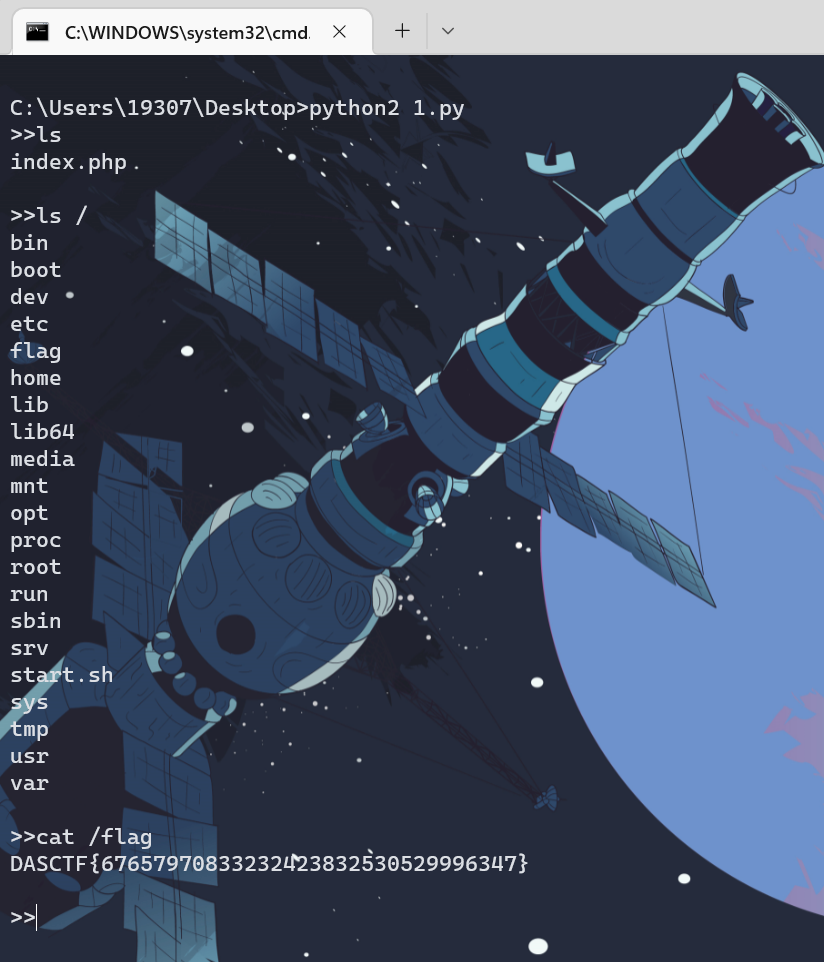 C:\WINDOWS\system32\cmd.
C:\Users\19307\Desktop>python2 1.py
>>ls
index.php
>>ls /
bin
boot
dev
etc
flag
home
lib
lib64
media
mnt
opt
proc
root
run
sbin
srv
start.sh
sys
tmp
usr
var
>>cat /flag
DASCTF{67657970833232423832530529996347}
>>